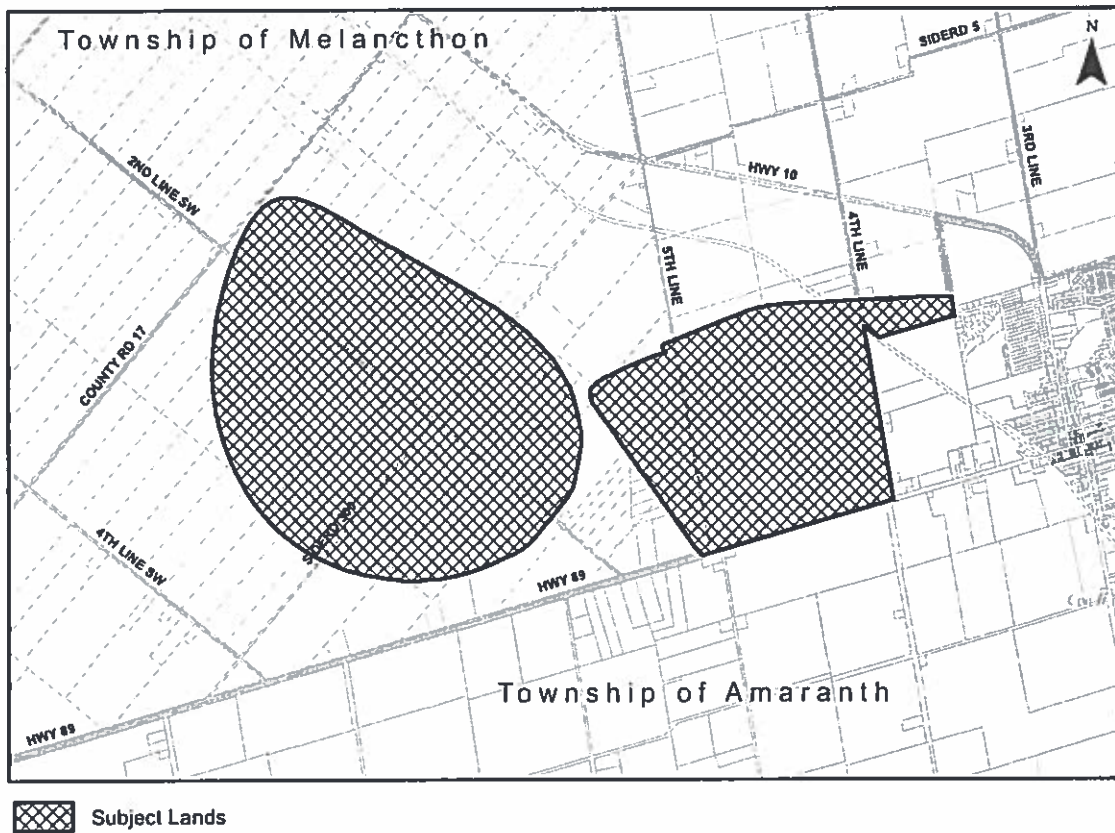 Township of Melancthon
SIDERD 5
N
2ND LINE SW
HWY 10
3RD LINE
5TH LINE
4TH LINE
COUNTY RD 17
4TH LINE SW
HWY 89
Township of Amaranth
HWY 89
Subject Lands